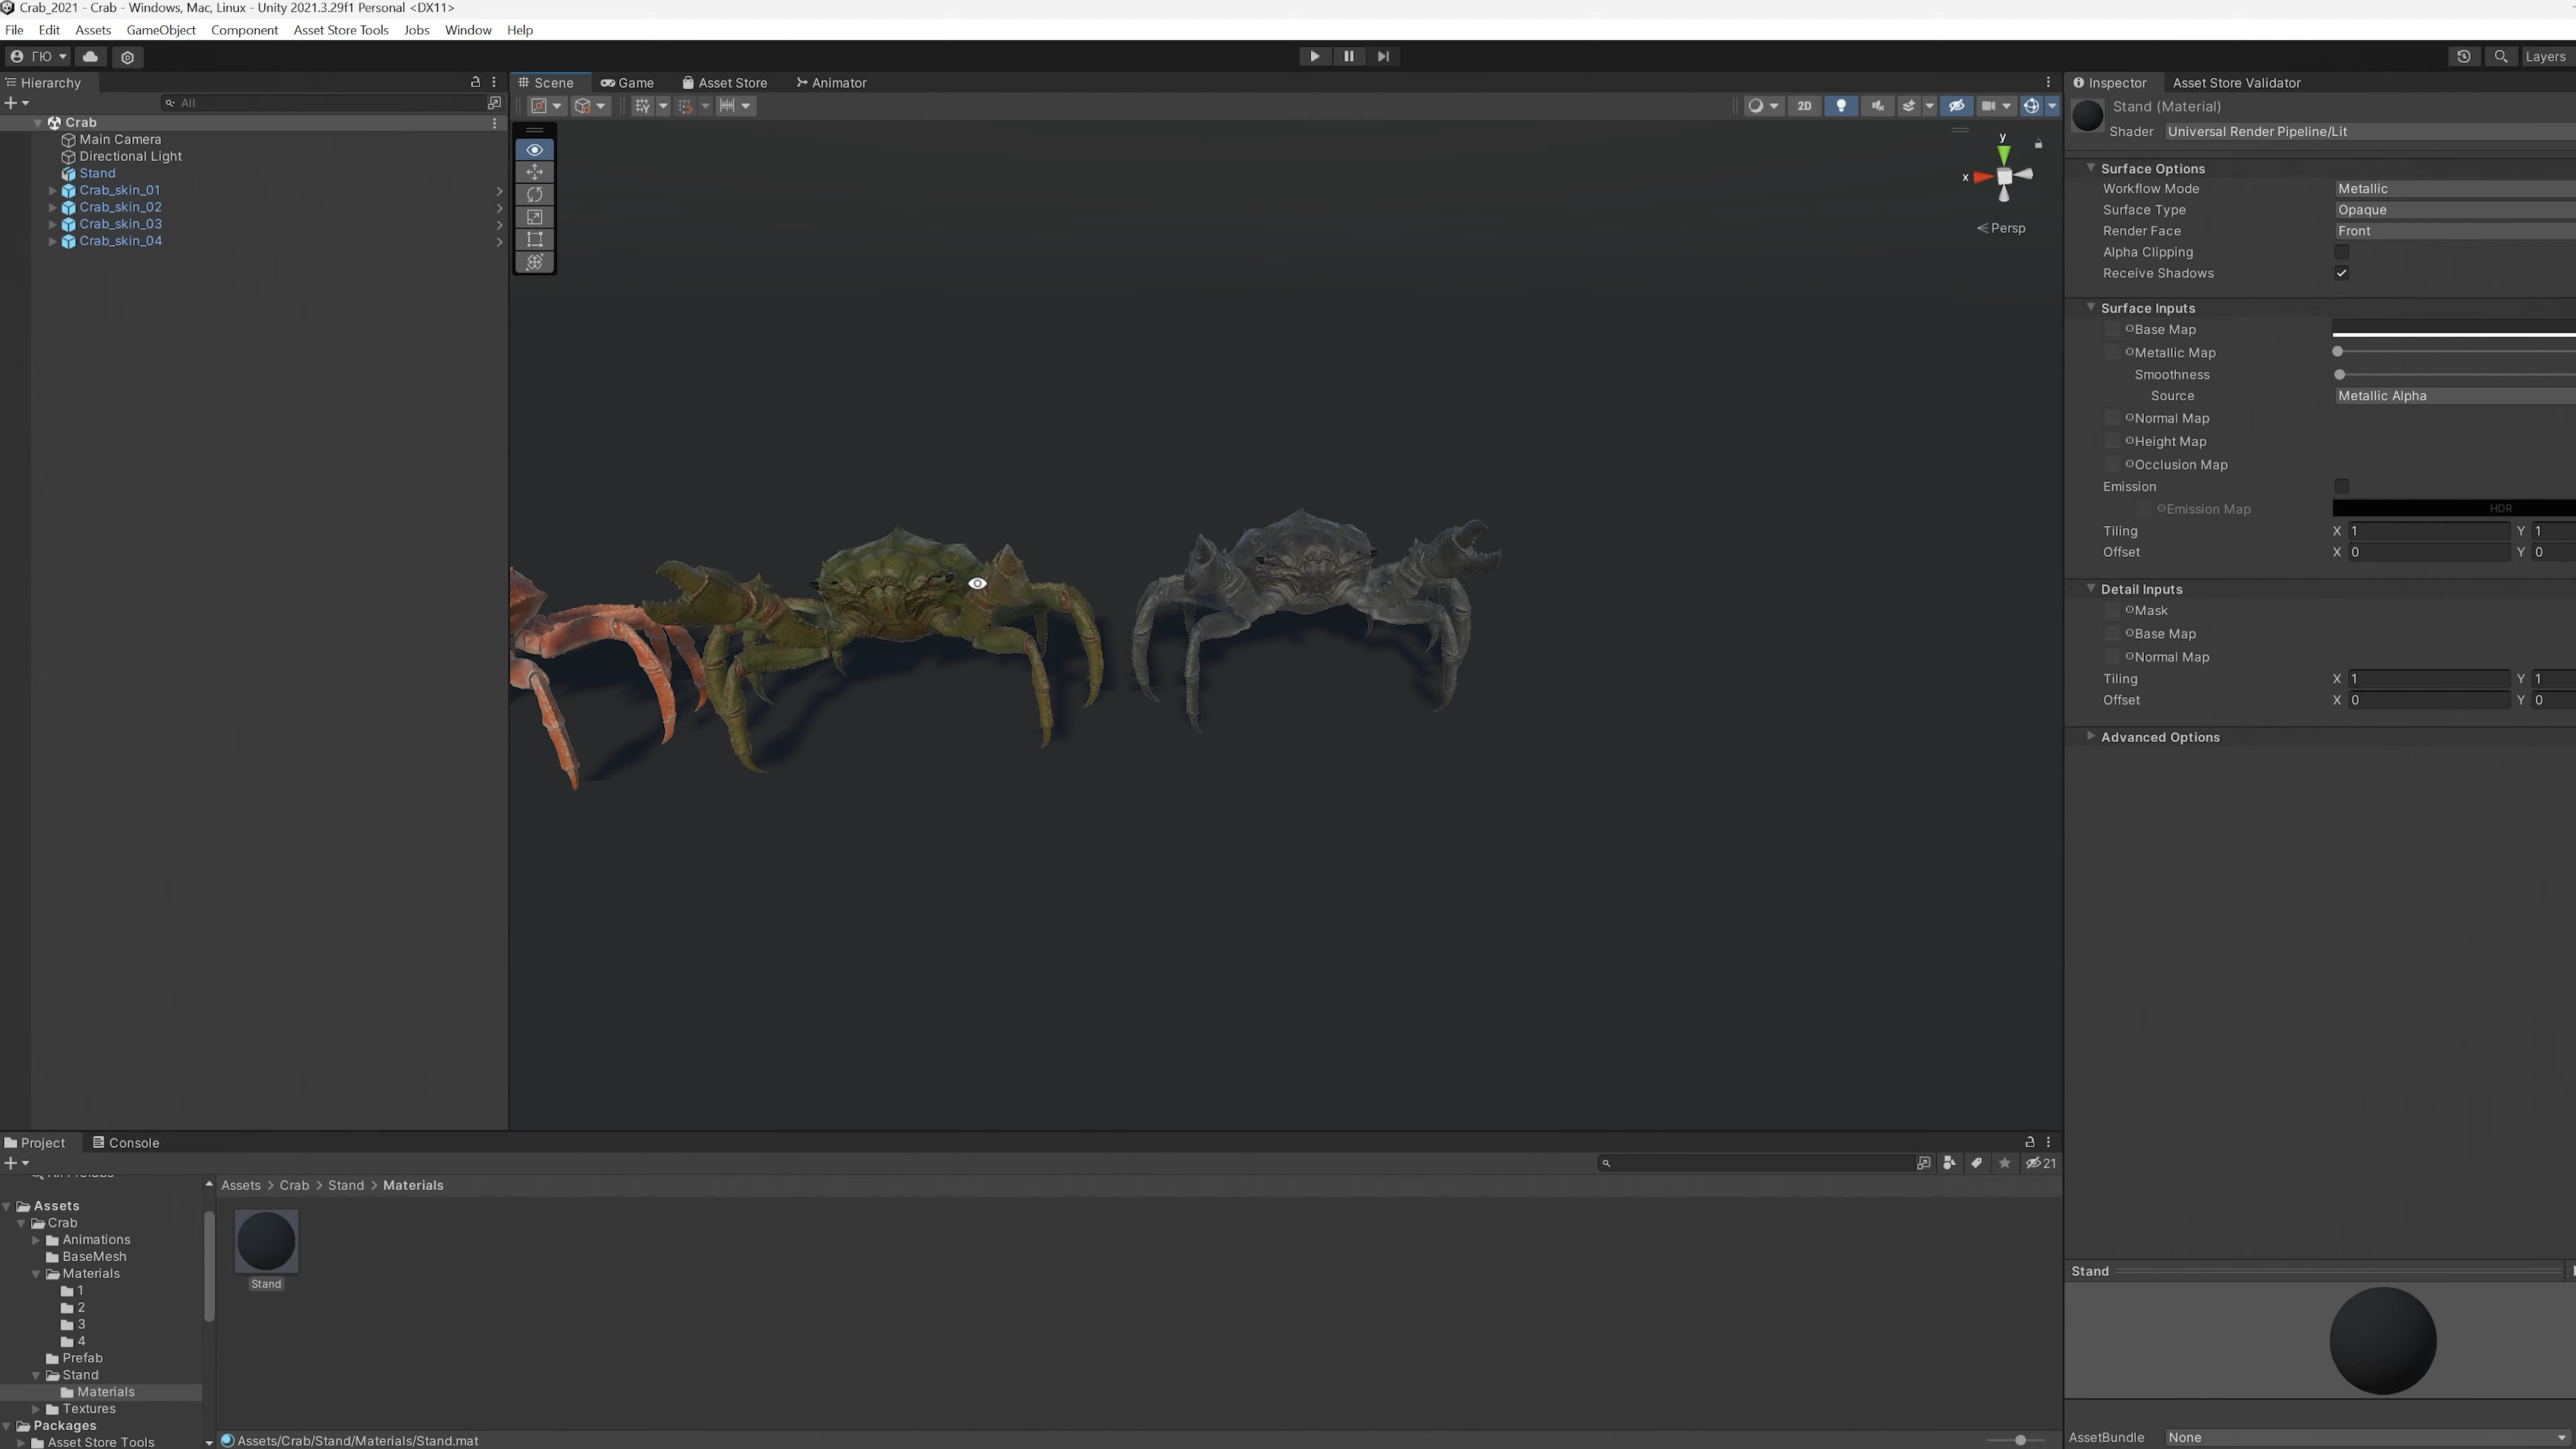 Crab_2021 - Crab - Windows, Mac, Linux - Unity 2021.3.29f1 Personal <DX11>
File Edit Assets GameObject Component Asset Store Tools Jobs Window Help
ГЮ Layers
Hierarchy Scene Game Asset Store Animator Inspector Asset Store Validator
All 2D Stand (Material)
Shader Universal Render Pipeline/Lit
Crab
Main Camera
Directional Light
Stand
Crab_skin_01
Crab_skin_02
Crab_skin_03
Crab_skin_04
y
x
Persp
Surface Options
Workflow Mode Metallic
Surface Type Opaque
Render Face Front
Alpha Clipping
Receive Shadows
Surface Inputs
Base Map
Metallic Map
Smoothness
Source Metallic Alpha
Normal Map
Height Map
Occlusion Map
Emission
Emission Map HDR
Tiling X 1 Y 1
Offset X 0 Y 0
Detail Inputs
Mask
Base Map
Normal Map
Tiling X 1 Y 1
Offset X 0 Y 0
Advanced Options
Project Console
21
Assets > Crab > Stand > Materials
Assets
Crab
Animations
BaseMesh
Materials
1
2
3
4
Prefab
Stand
Materials
Textures
Packages
Asset Store Tools
Stand
Assets/Crab/Stand/Materials/Stand.mat
Stand
AssetBundle None